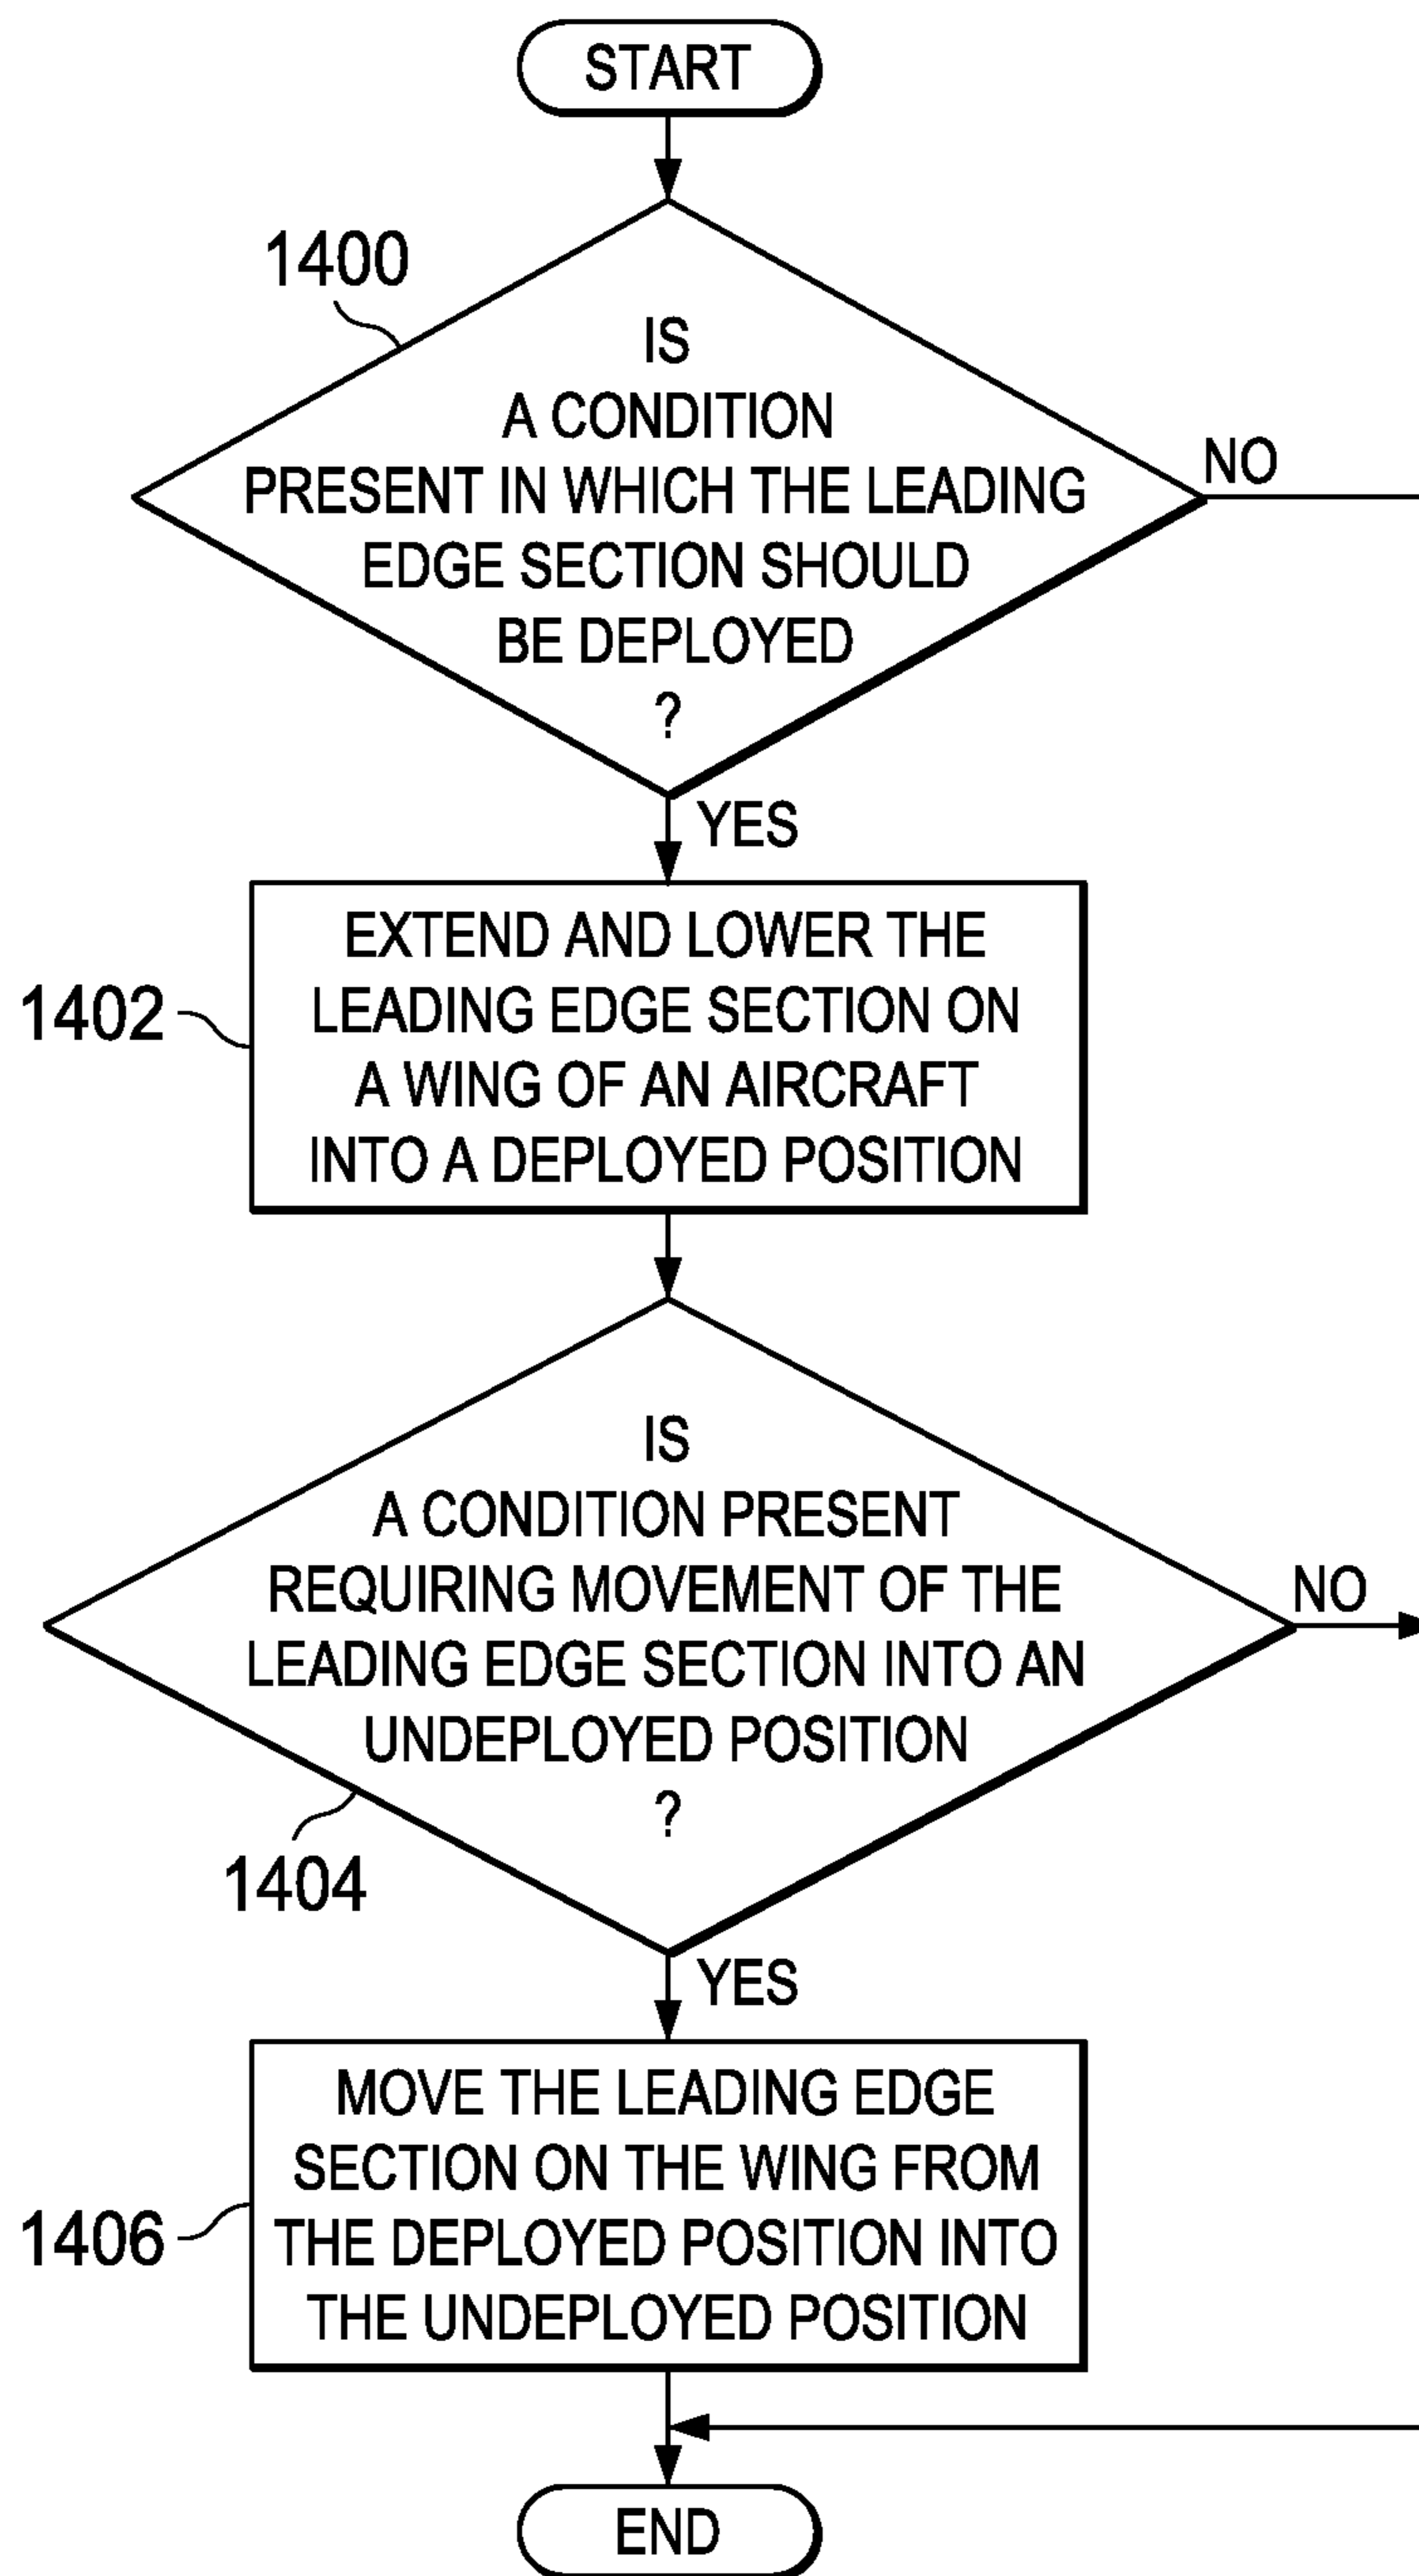 START
1400
IS
A CONDITION
PRESENT IN WHICH THE LEADING
EDGE SECTION SHOULD
BE DEPLOYED
?
NO
YES
1402
EXTEND AND LOWER THE
LEADING EDGE SECTION ON
A WING OF AN AIRCRAFT
INTO A DEPLOYED POSITION
IS
A CONDITION PRESENT
REQUIRING MOVEMENT OF THE
LEADING EDGE SECTION INTO AN
UNDEPLOYED POSITION
?
NO
1404
YES
1406
MOVE THE LEADING EDGE
SECTION ON THE WING FROM
THE DEPLOYED POSITION INTO
THE UNDEPLOYED POSITION
END